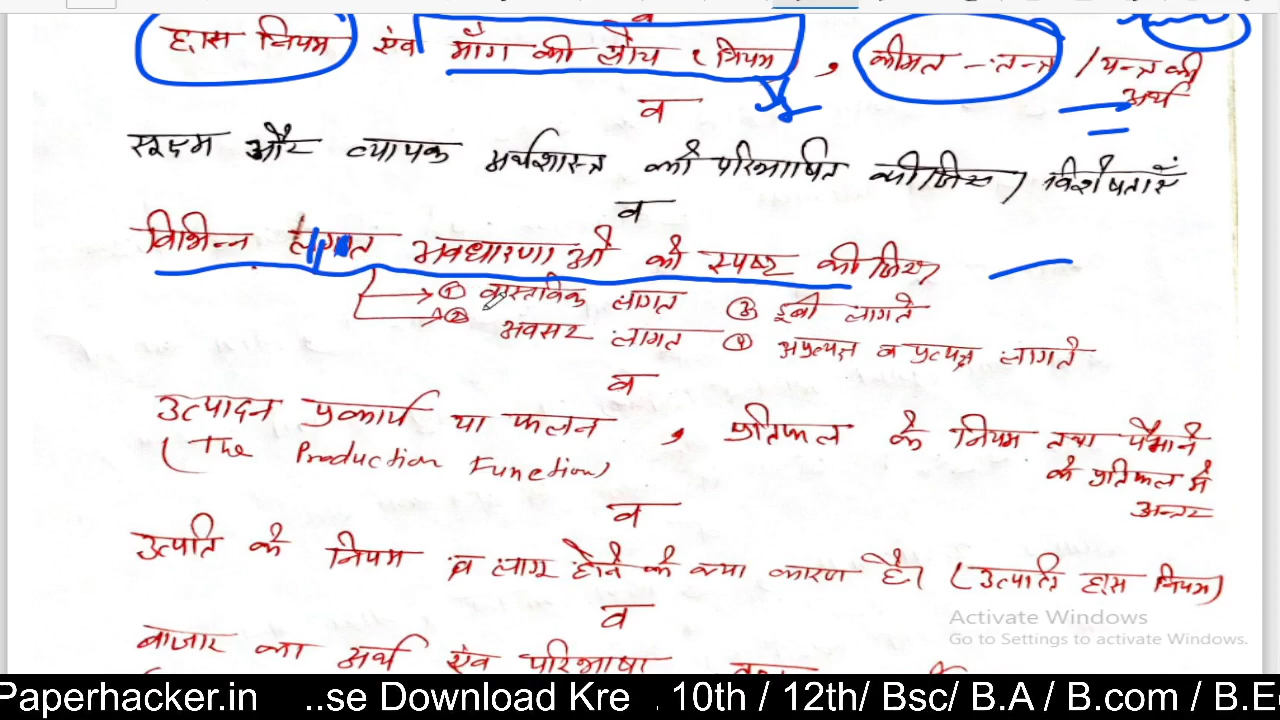 ह्रास नियम एंव माँग की लोच, नियम, कीमत - तन्त्र / यन्त्र की
अर्थ
व
सूक्ष्म और व्यापक अर्थशास्त्र को परिभाषित कीजिए, विशेषताएँ
व
विभिन्न लागत अवधारणाओं को स्पष्ट कीजिए,
① वास्तविक लागत ③ डूबी लागते
② अवसर लागत ④ अप्रत्यक्ष व प्रत्यक्ष लागते
व
उत्पादन प्रकार्य या फलन, प्रतिफल के नियम तथा पैमाने
(The Production Function) के प्रतिफल मे
अन्तर
व
उत्पति के नियम व लागू होने के क्या कारण है। (उत्पाति ह्रास नियम)
व
बाजार का अर्थ एंव परिभाषा
Activate Windows
Go to Settings to activate Windows.
Paperhacker.in ..se Download Kre . 10th / 12th/ Bsc/ B.A / B.com / B.E